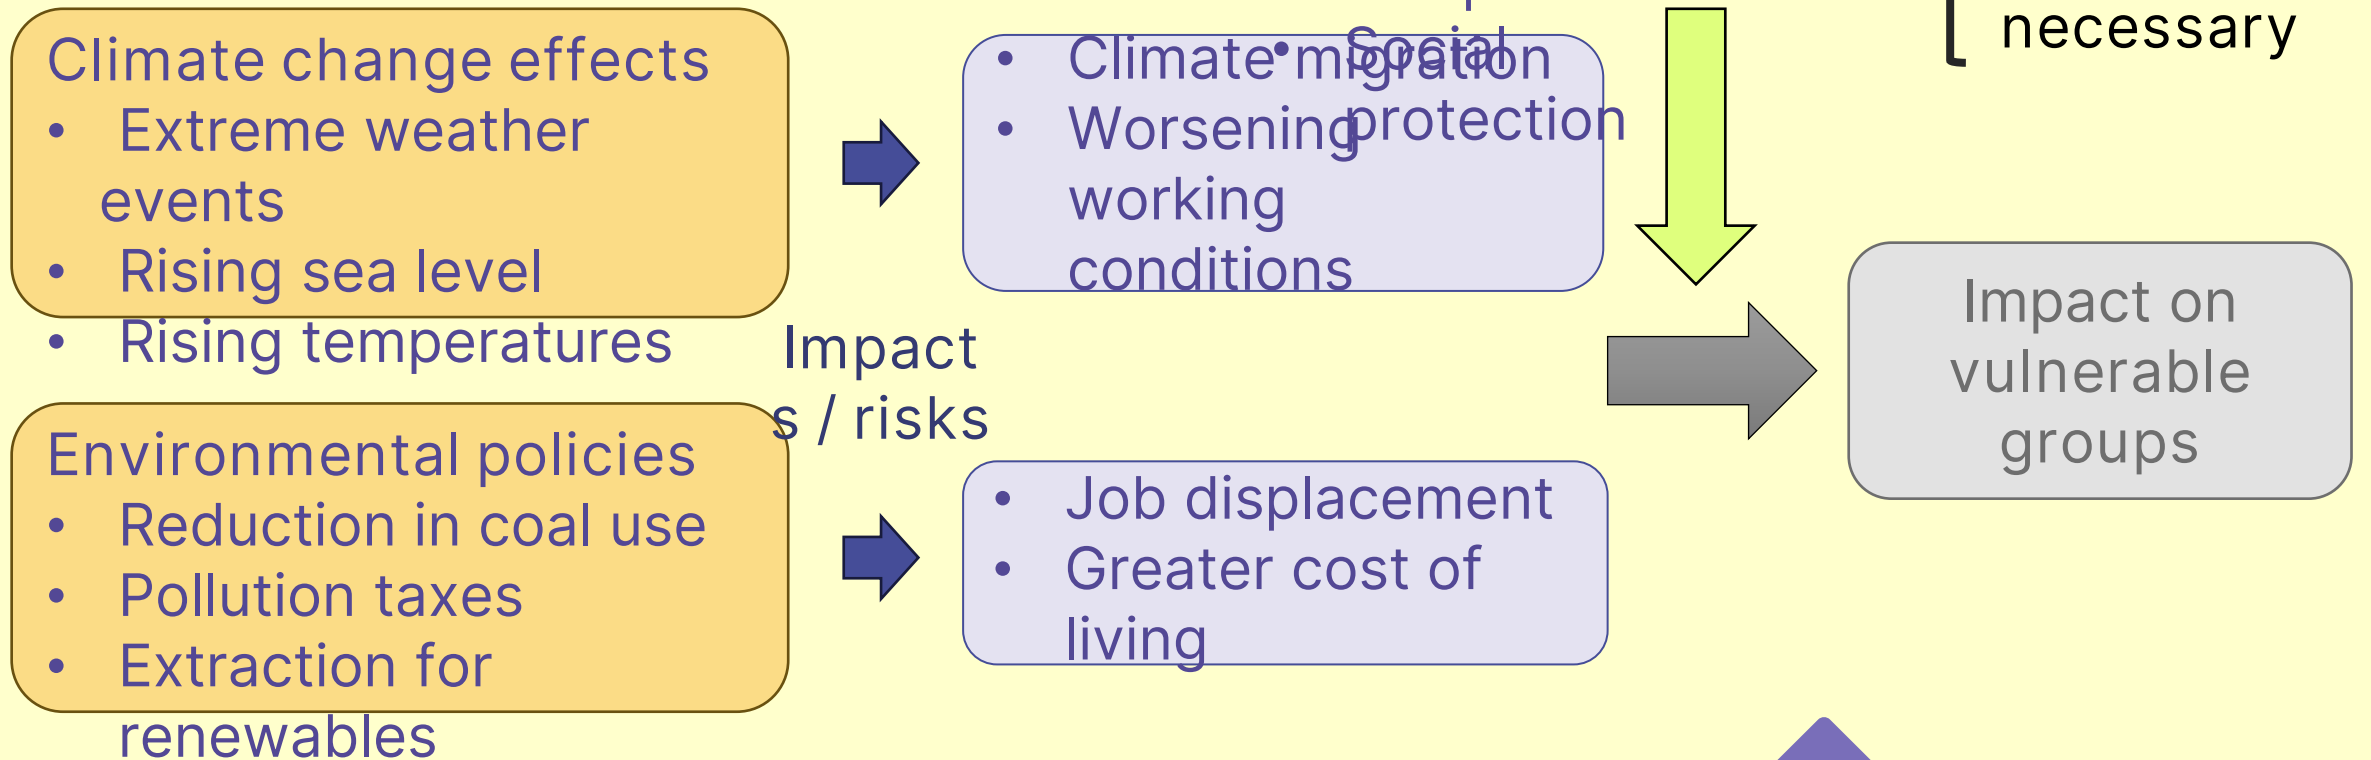 Climate change effects
• Extreme weather
events
• Rising sea level
• Rising temperatures
• Climate migration
• Worsening
working
conditions
• Social
protection
necessary
Impact
s / risks
Environmental policies
• Reduction in coal use
• Pollution taxes
• Extraction for
renewables
• Job displacement
• Greater cost of
living
Impact on
vulnerable
groups